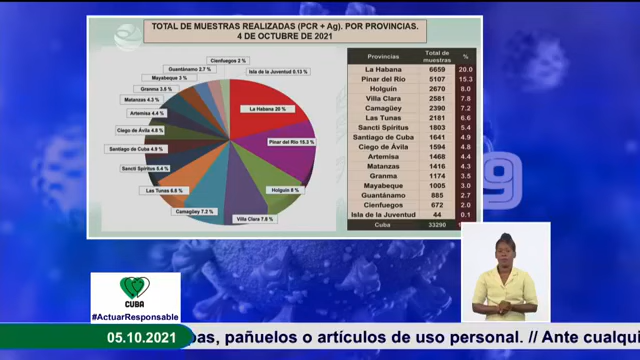 TOTAL DE MUESTRAS REALIZADAS (PCR + Ag). POR PROVINCIAS.
4 DE OCTUBRE DE 2021
Cienfuegos 2 %
Guantánamo 2.7 %
Isla de la Juventud 0.13 %
Mayabeque 3 %
Granma 3.5 %
Matanzas 4.3 %
La Habana 20 %
Artemisa 4.4 %
Ciego de Ávila 4.8 %
Pinar del Río 15.3 %
Santiago de Cuba 4.9 %
Sancti Spíritus 5.4 %
Las Tunas 6.6 %
Holguín 8 %
Camagüey 7.2 %
Villa Clara 7.8 %
Provincias Total de muestras %
La Habana 6659 20.0
Pinar del Río 5107 15.3
Holguín 2670 8.0
Villa Clara 2581 7.8
Camagüey 2390 7.2
Las Tunas 2181 6.6
Sancti Spíritus 1803 5.4
Santiago de Cuba 1641 4.9
Ciego de Ávila 1594 4.8
Artemisa 1468 4.4
Matanzas 1416 4.3
Granma 1174 3.5
Mayabeque 1005 3.0
Guantánamo 885 2.7
Cienfuegos 672 2.0
Isla de la Juventud 44 0.1
Cuba 33290
9
CUBA
#ActuarResponsable
05.10.2021 pas, pañuelos o artículos de uso personal. // Ante cualqui